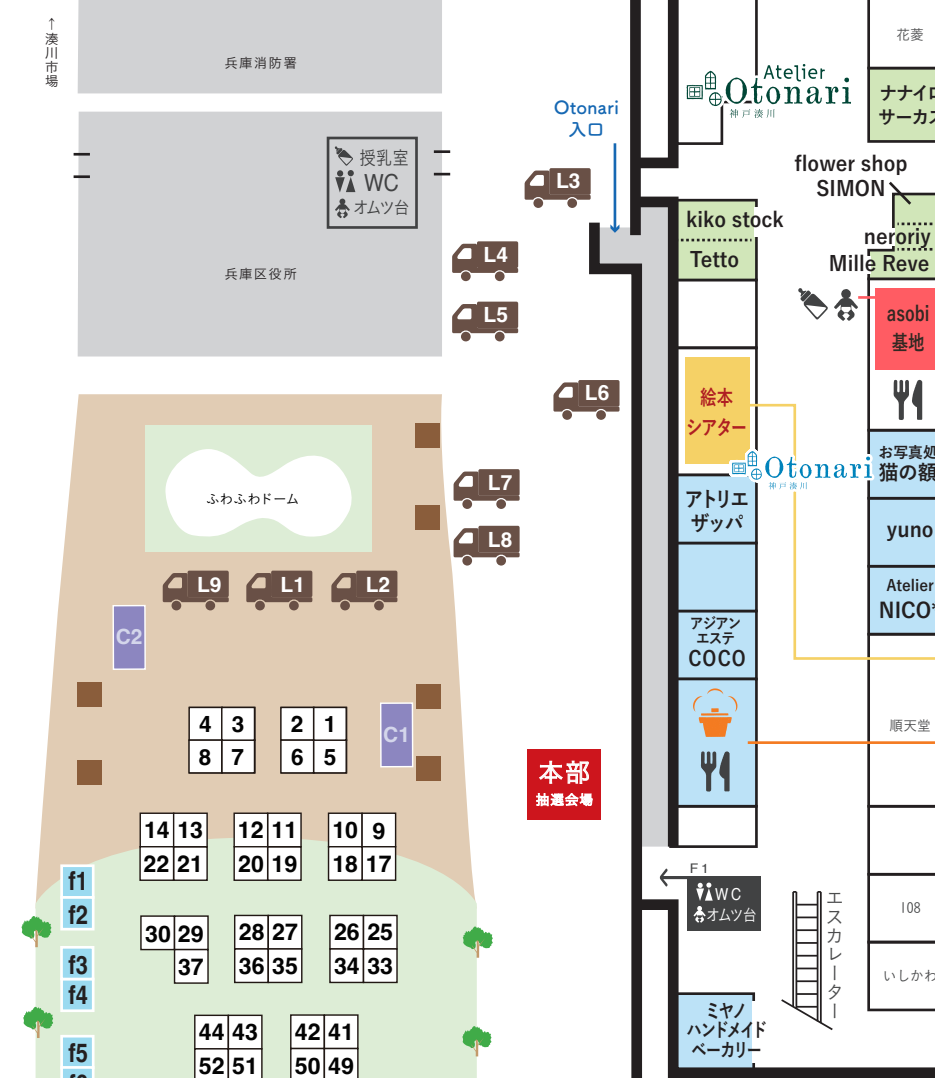 ↑湊川市場
兵庫消防署
授乳室
WC
オムツ台
兵庫区役所
Otonari
入口
L3
L4
L5
L6
L7
L8
L9
L1
L2
ふわふわドーム
C2
C1
4 3
8 7
2 1
6 5
本部
抽選会場
14 13
22 21
12 11
20 19
10 9
18 17
f1
f2
f3
f4
f5
30 29
37
28 27
36 35
26 25
34 33
44 43
52 51
42 41
50 49
Atelier
Otonari
神戸湊川
kiko stock
Tetto
絵本
シアター
Otonari
神戸湊川
アトリエ
ザッパ
アジアン
エステ
COCO
F1
WC
オムツ台
エスカレーター
ミヤノ
ハンドメイド
ベーカリー
花菱
ナナイロ
サーカス
flower shop
SIMON
neroriy
Mille Reve
asobi
基地
お写真処
猫の額
yuno
Atelier
NICO*
順天堂
108
いしかわ